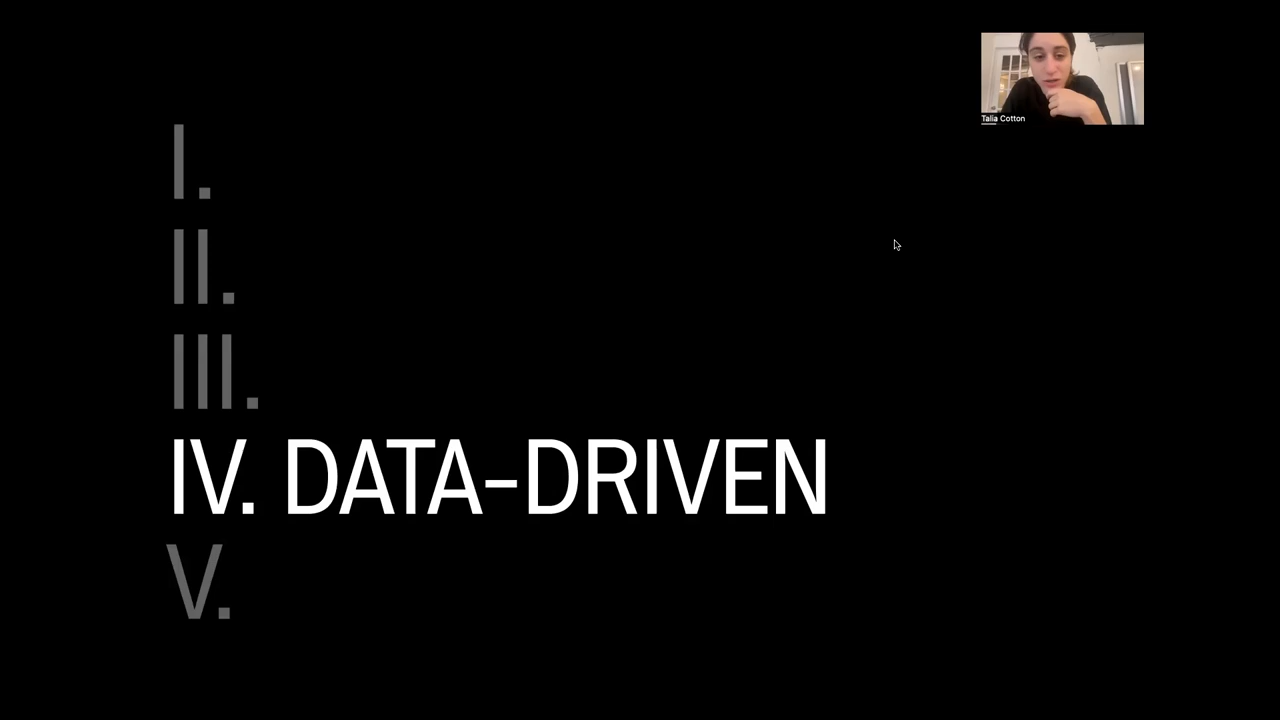 Talia Cotton
I.
II.
III.
IV. DATA-DRIVEN
V.